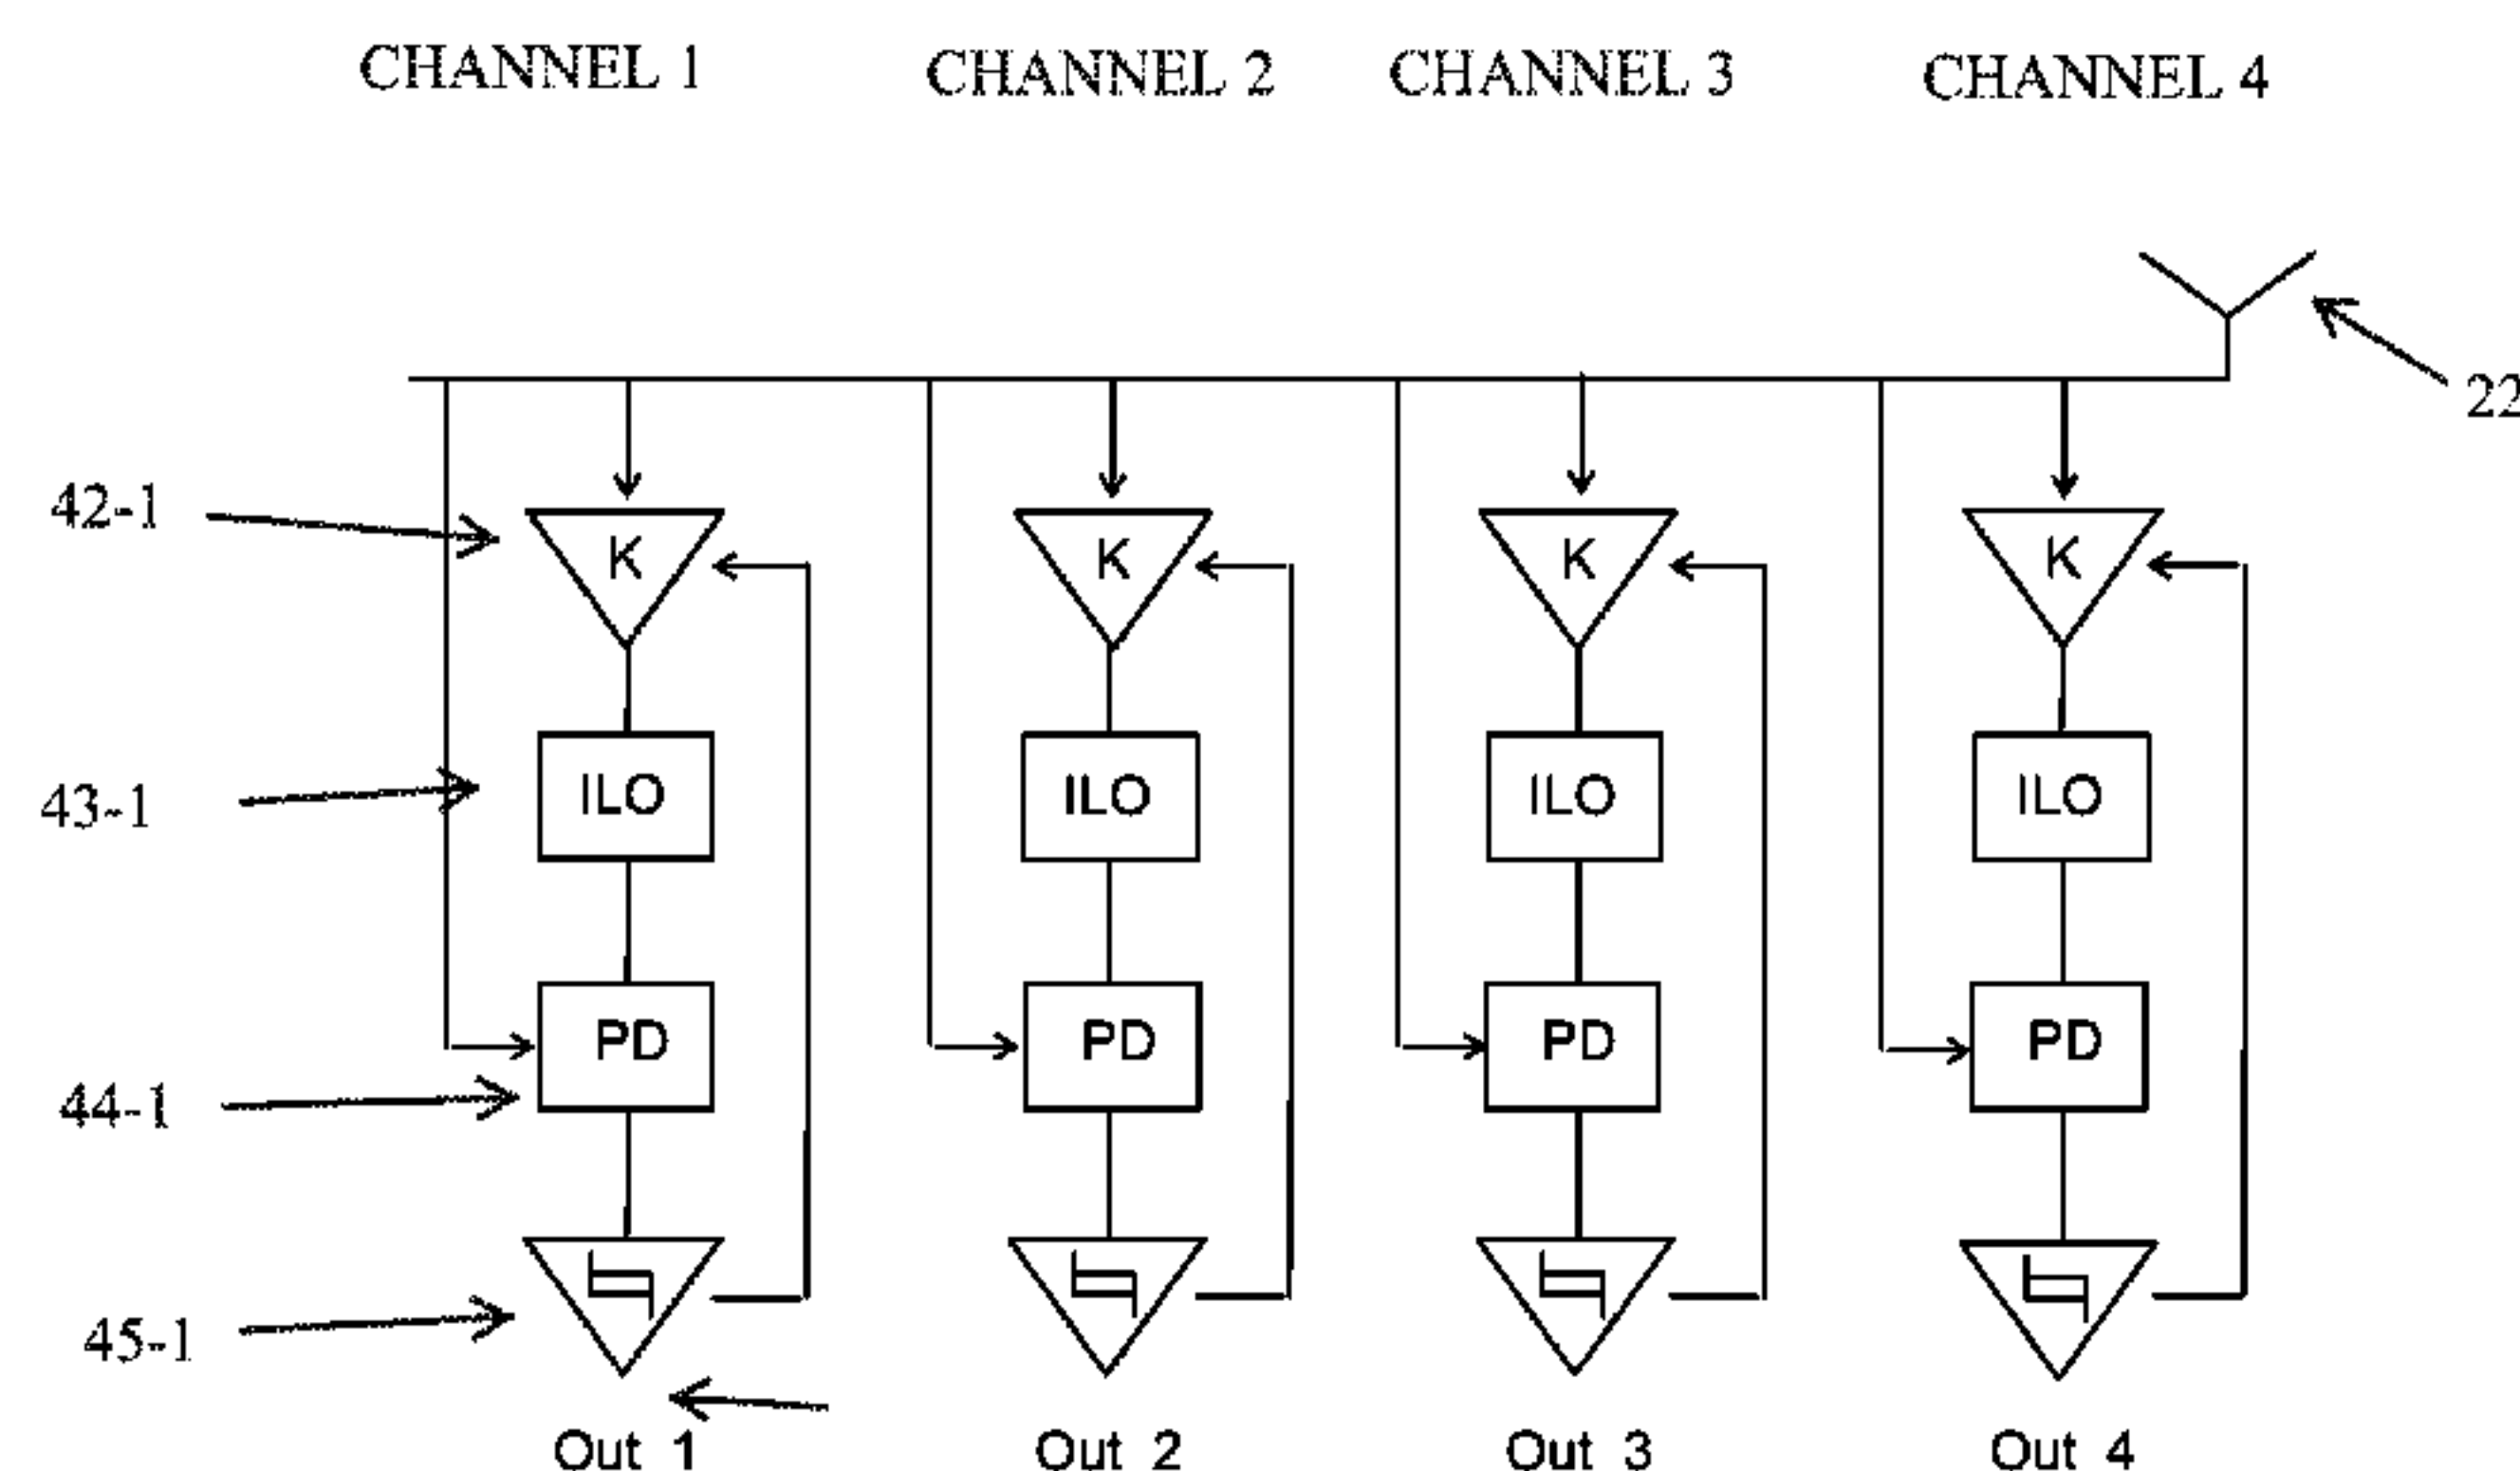 CHANNEL 1 CHANNEL 2 CHANNEL 3 CHANNEL 4
22
42-1
K K K K
43-1
ILO ILO ILO ILO
PD PD PD PD
44-1
45-1
Out 1 Out 2 Out 3 Out 4